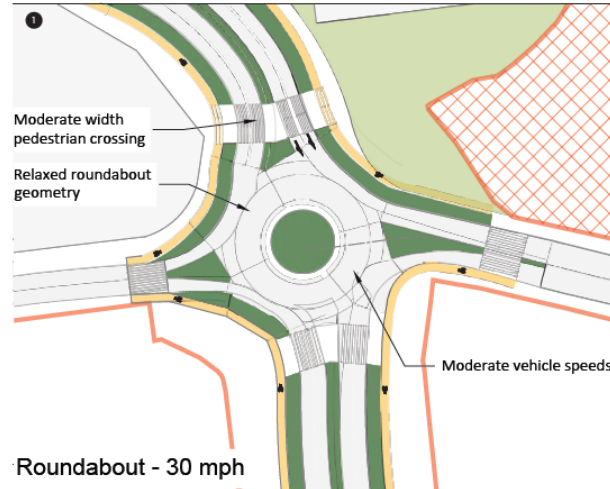 1
Moderate width
pedestrian crossing
Relaxed roundabout
geometry
Moderate vehicle speeds
Roundabout - 30 mph